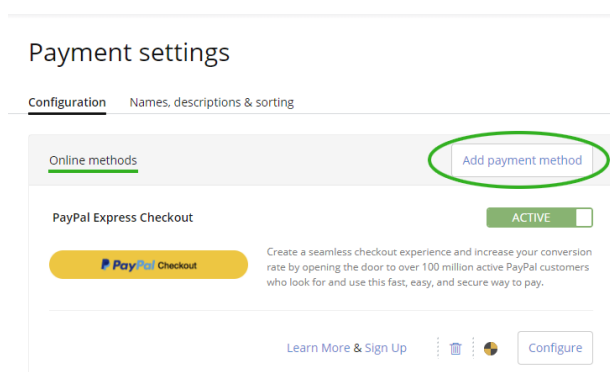 Payment settings
Configuration Names, descriptions & sorting
Online methods Add payment method
PayPal Express Checkout ACTIVE
PayPal Checkout
Create a seamless checkout experience and increase your conversion
rate by opening the door to over 100 million active PayPal customers
who look for and use this fast, easy, and secure way to pay.
Learn More & Sign Up Configure